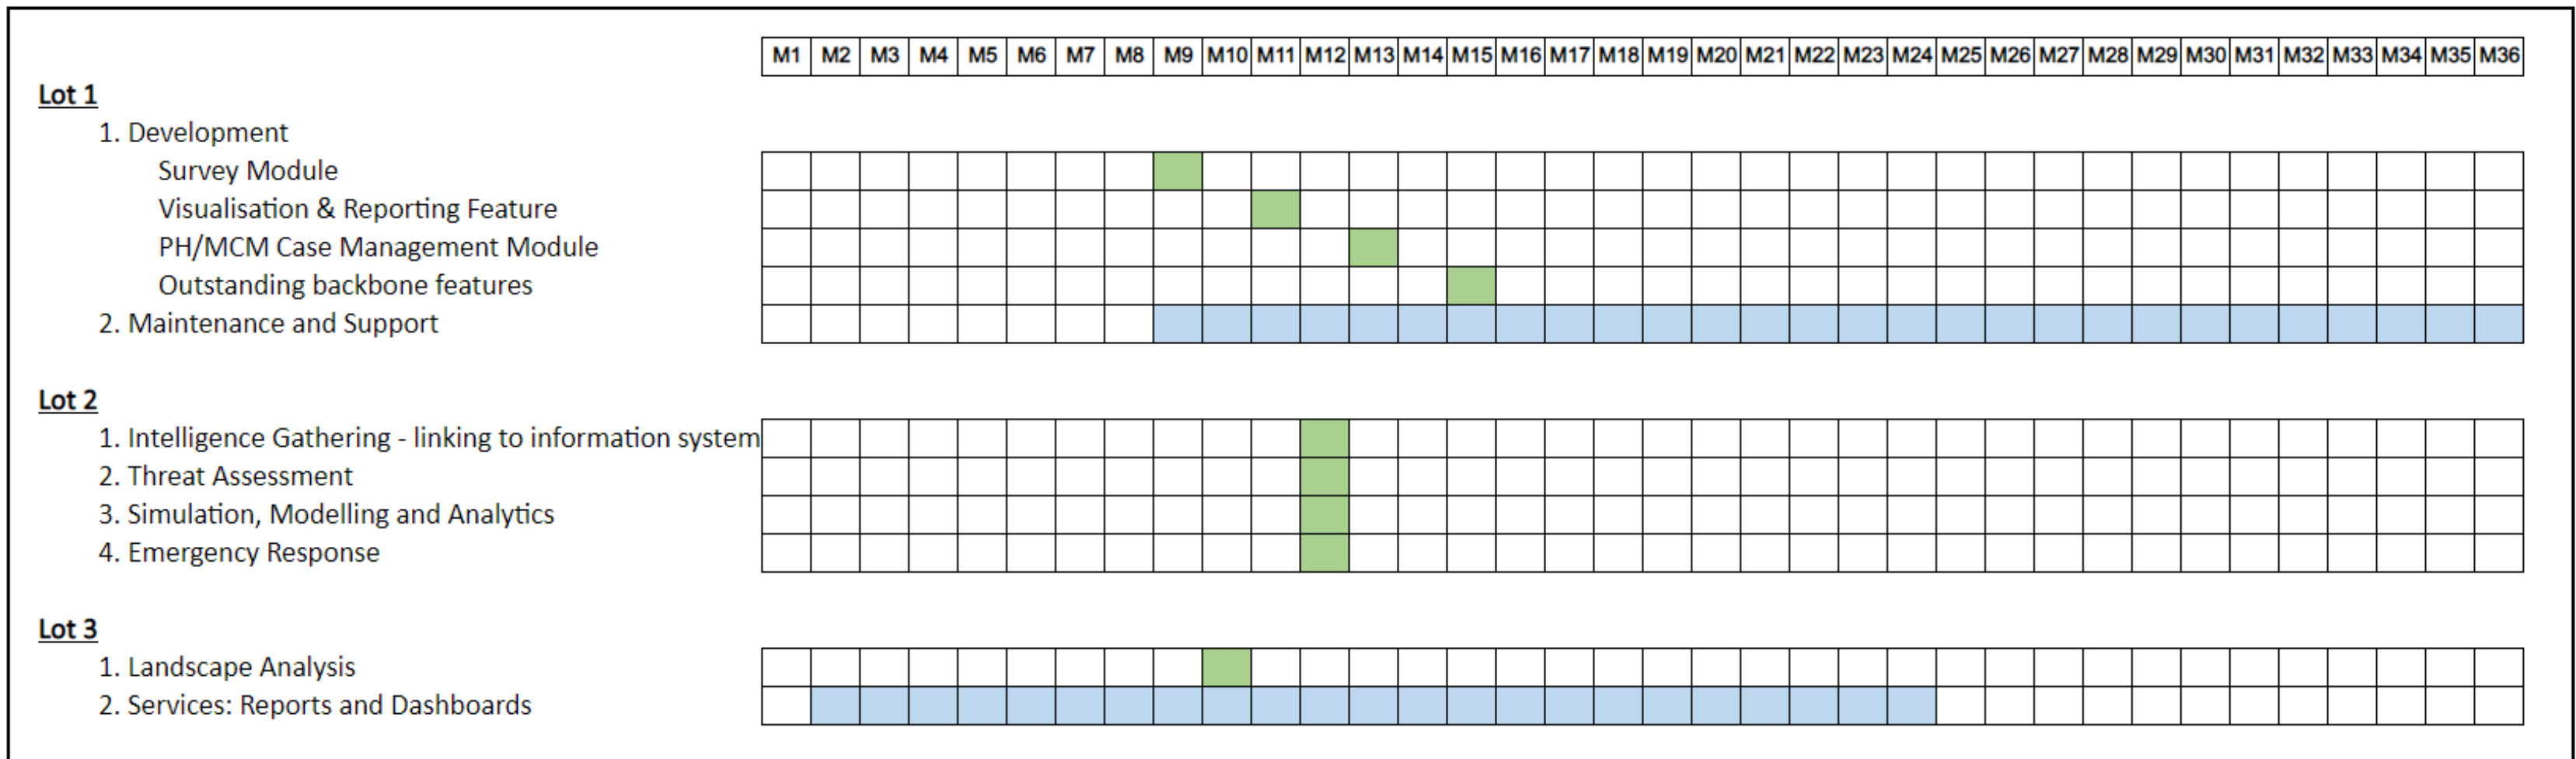 M1 M2 M3 M4 M5 M6 M7 M8 M9 M10 M11 M12 M13 M14 M15 M16 M17 M18 M19 M20 M21 M22 M23 M24 M25 M26 M27 M28 M29 M30 M31 M32 M33 M34 M35 M36
Lot 1
1. Development
Survey Module
Visualisation & Reporting Feature
PH/MCM Case Management Module
Outstanding backbone features
2. Maintenance and Support
Lot 2
1. Intelligence Gathering - linking to information system
2. Threat Assessment
3. Simulation, Modelling and Analytics
4. Emergency Response
Lot 3
1. Landscape Analysis
2. Services: Reports and Dashboards